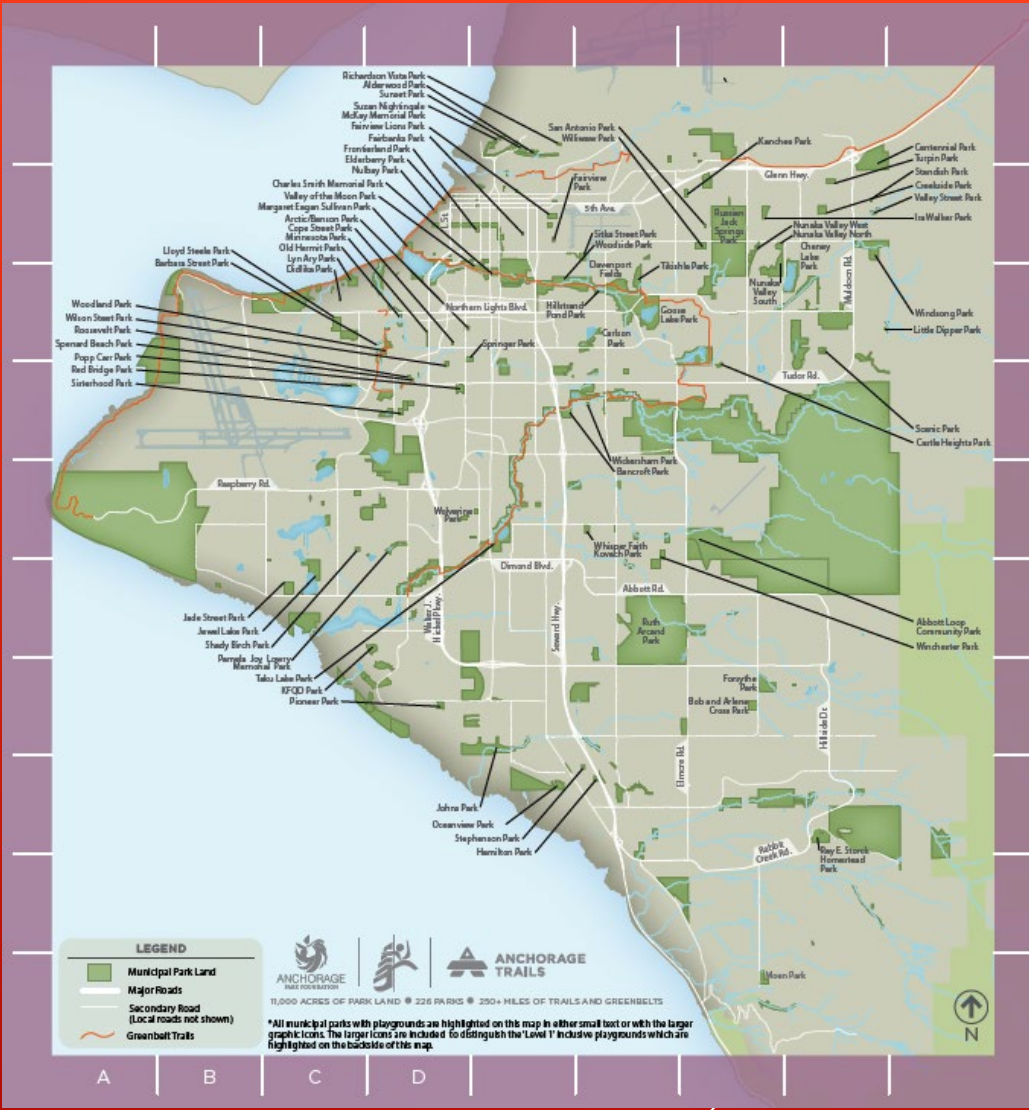 Richardson Vista Park
Alderwood Park
Sunset Park
Suzan Nightingale
McKay Memorial Park
Fairview Lions Park
Fairbanks Park
Frontierland Park
Elderberry Park
Nulbay Park
Charles Smith Memorial Park
Valley of the Moon Park
Margaret Eagan Sullivan Park
Arctic/Benson Park
Cope Street Park
Minnesota Park
Old Hermit Park
Lyn Ary Park
Didlika Park
Lloyd Steele Park
Barbara Street Park
Woodland Park
Wilson Street Park
Roosevelt Park
Spenard Beach Park
Popp Carr Park
Red Bridge Park
Sisterhood Park
San Antonio Park
Williwaw Park
Kanchee Park
Glenn Hwy.
Centennial Park
Turpin Park
Standish Park
Creekside Park
Valley Street Park
Ira Walker Park
Fairview
Park
5th Ave.
L St.
Russian
Jack
Springs
Park
Nunaka Valley West
Nunaka Valley North
Sitka Street Park
Woodside Park
Davenport
Fields
Tikishla Park
Cheney
Lake
Park
Muldoon Rd.
Nunaka
Valley
South
Windsong Park
Little Dipper Park
Northern Lights Blvd.
Hillstrand
Pond Park
Goose
Lake Park
Carlson
Park
Springer Park
Tudor Rd.
Scenic Park
Castle Heights Park
Wickersham Park
Bancroft Park
Raspberry Rd.
Wolverine
Park
Whisper Faith
Kovach Park
Dimond Blvd.
Abbott Rd.
Abbott Loop
Community Park
Winchester Park
Jade Street Park
Jewel Lake Park
Shady Birch Park
Pamela Joy Lowry
Memorial Park
Taku Lake Park
KFQD Park
Pioneer Park
Walter J.
Hickel Pkwy.
Seward Hwy.
Ruth
Arcand
Park
Forsythe
Park
Bob and Arlene
Cross Park
Hillside Dr.
Elmore Rd.
Johns Park
Oceanview Park
Stephenson Park
Hamilton Park
Rabbit
Creek Rd.
Ray E. Storck
Homestead
Park
Moen Park
LEGEND
Municipal Park Land
Major Roads
Secondary Road
(Local roads not shown)
Greenbelt Trails
ANCHORAGE
PARK FOUNDATION
ANCHORAGE
TRAILS
11,000 ACRES OF PARK LAND • 226 PARKS • 250+ MILES OF TRAILS AND GREENBELTS
*All municipal parks with playgrounds are highlighted on this map in either small text or with the larger
graphic icons. The larger icons are included to distinguish the 'Level 1' inclusive playgrounds which are
highlighted on the backside of this map.
N
A B C D